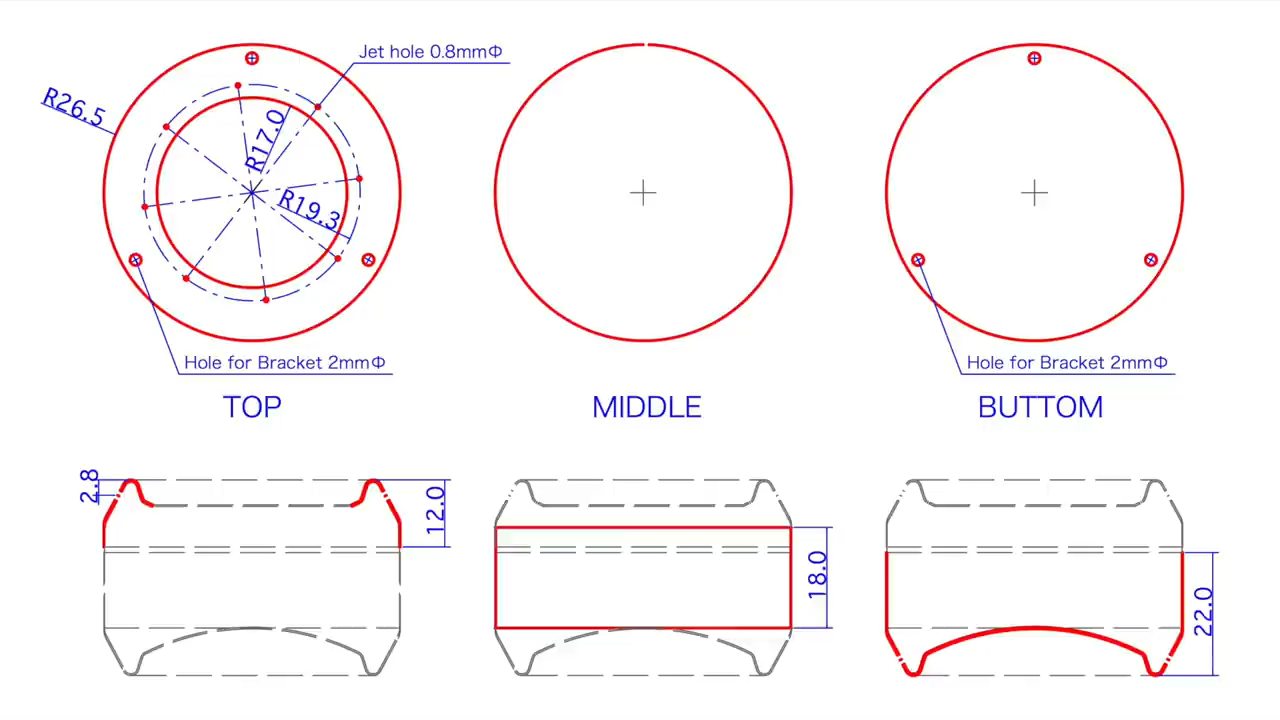 Jet hole 0.8mmΦ
R26.5
R17.0
R19.3
Hole for Bracket 2mmΦ
Hole for Bracket 2mmΦ
TOP
MIDDLE
BUTTOM
2.8
12.0
18.0
22.0